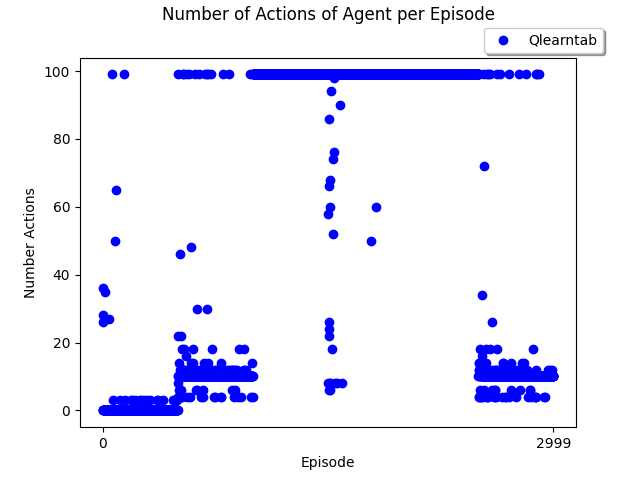 Number of Actions of Agent per Episode
Qlearntab
100
80
60
40
20
0
Number Actions
0
2999
Episode